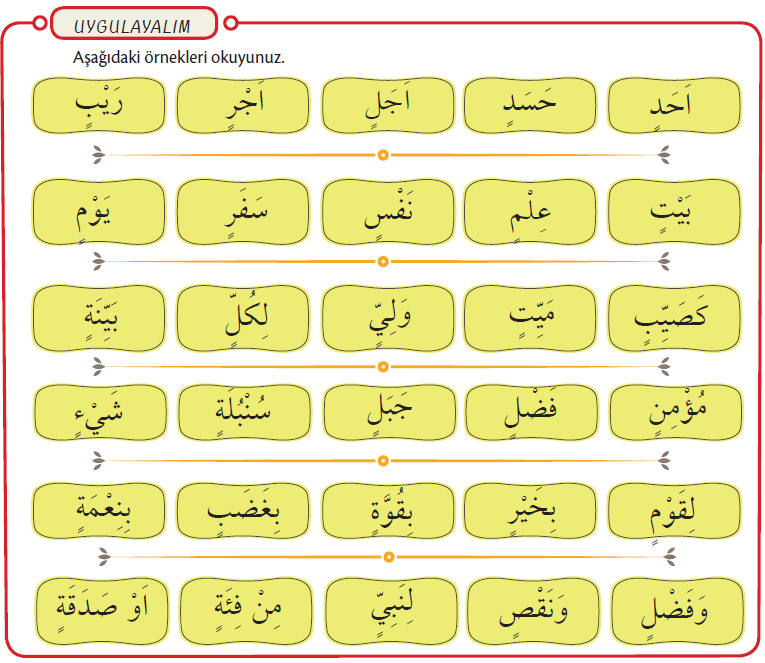 UYGULAYALIM
Aşağıdaki örnekleri okuyunuz.
اَحَدٍ حَسَدٍ اَجَلٍ اَجْرٍ رَيْبٍ
بَيْتٍ عِلْمٍ نَفْسٍ سَفَرٍ يَوْمٍ
كَصَيِّبٍ مَيِّتٍ وَلِيٍّ لِكُلٍّ بَيِّنَةٍ
مُؤْمِنٍ فَضْلٍ جَبَلٍ سُنْبُلَةٍ شَيْءٍ
لِقَوْمٍ بِخَيْرٍ بِقُوَّةٍ بِغَضَبٍ بِنِعْمَةٍ
وَفَضْلٍ وَنَقْصٍ لِنَبِيٍّ مِنْ فِئَةٍ اَوْ صَدَقَةٍ